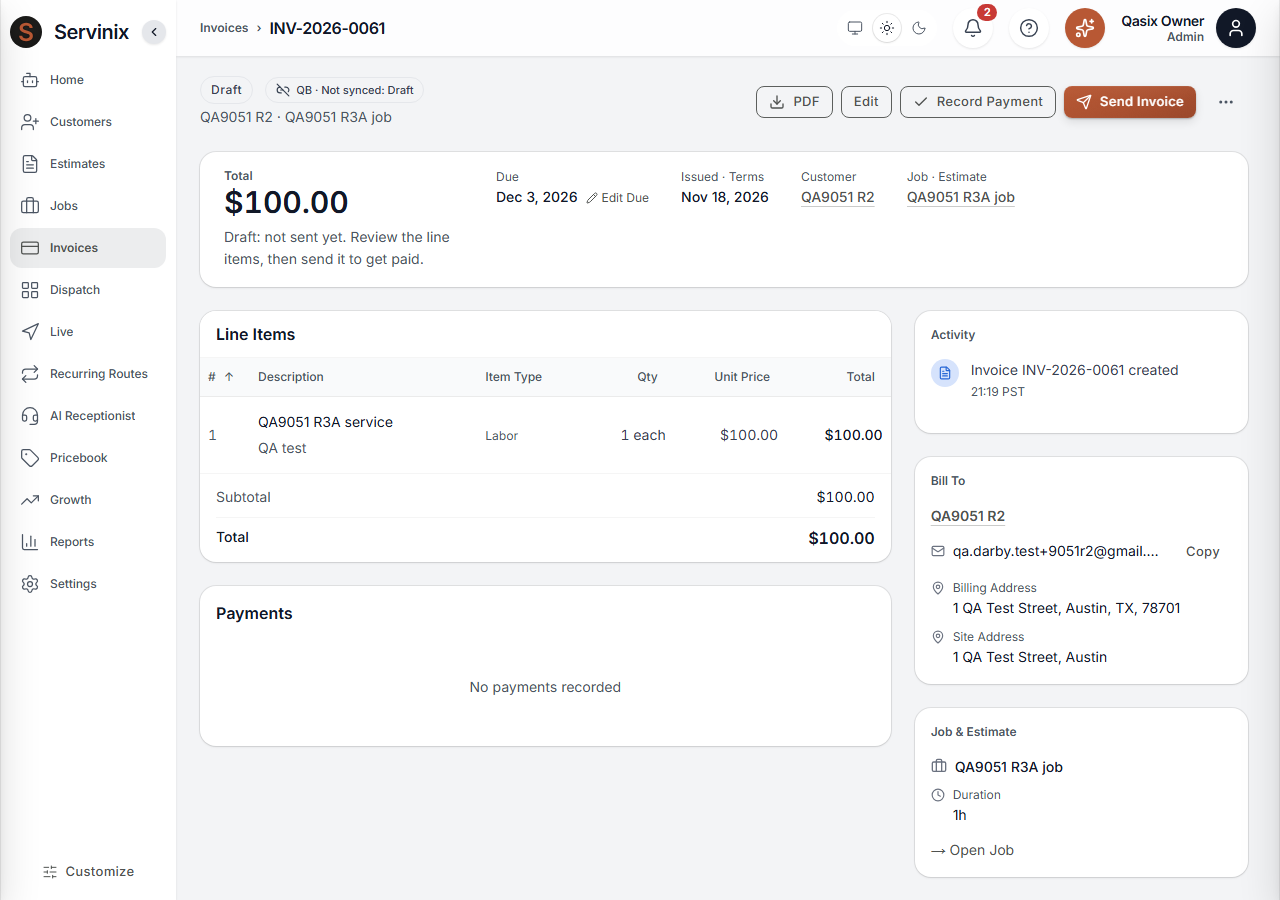 S Servinix
Home
Customers
Estimates
Jobs
Invoices
Dispatch
Live
Recurring Routes
AI Receptionist
Pricebook
Growth
Reports
Settings
Customize
Invoices › INV-2026-0061
2
Qasix Owner
Admin
Draft
QB · Not synced: Draft
QA9051 R2 · QA9051 R3A job
PDF
Edit
Record Payment
Send Invoice
Total
$100.00
Draft: not sent yet. Review the line
items, then send it to get paid.
Due
Dec 3, 2026 Edit Due
Issued · Terms
Nov 18, 2026
Customer
QA9051 R2
Job · Estimate
QA9051 R3A job
Line Items
# ↑ Description Item Type Qty Unit Price Total
1 QA9051 R3A service Labor 1 each $100.00 $100.00
QA test
Subtotal $100.00
Total $100.00
Payments
No payments recorded
Activity
Invoice INV-2026-0061 created
21:19 PST
Bill To
QA9051 R2
qa.darby.test+9051r2@gmail.... Copy
Billing Address
1 QA Test Street, Austin, TX, 78701
Site Address
1 QA Test Street, Austin
Job & Estimate
QA9051 R3A job
Duration
1h
→ Open Job